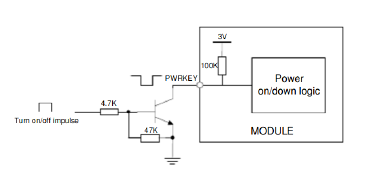 3V
100K
PWRKEY
Power
on/down logic
4.7K
Turn on/off impulse
47K
MODULE